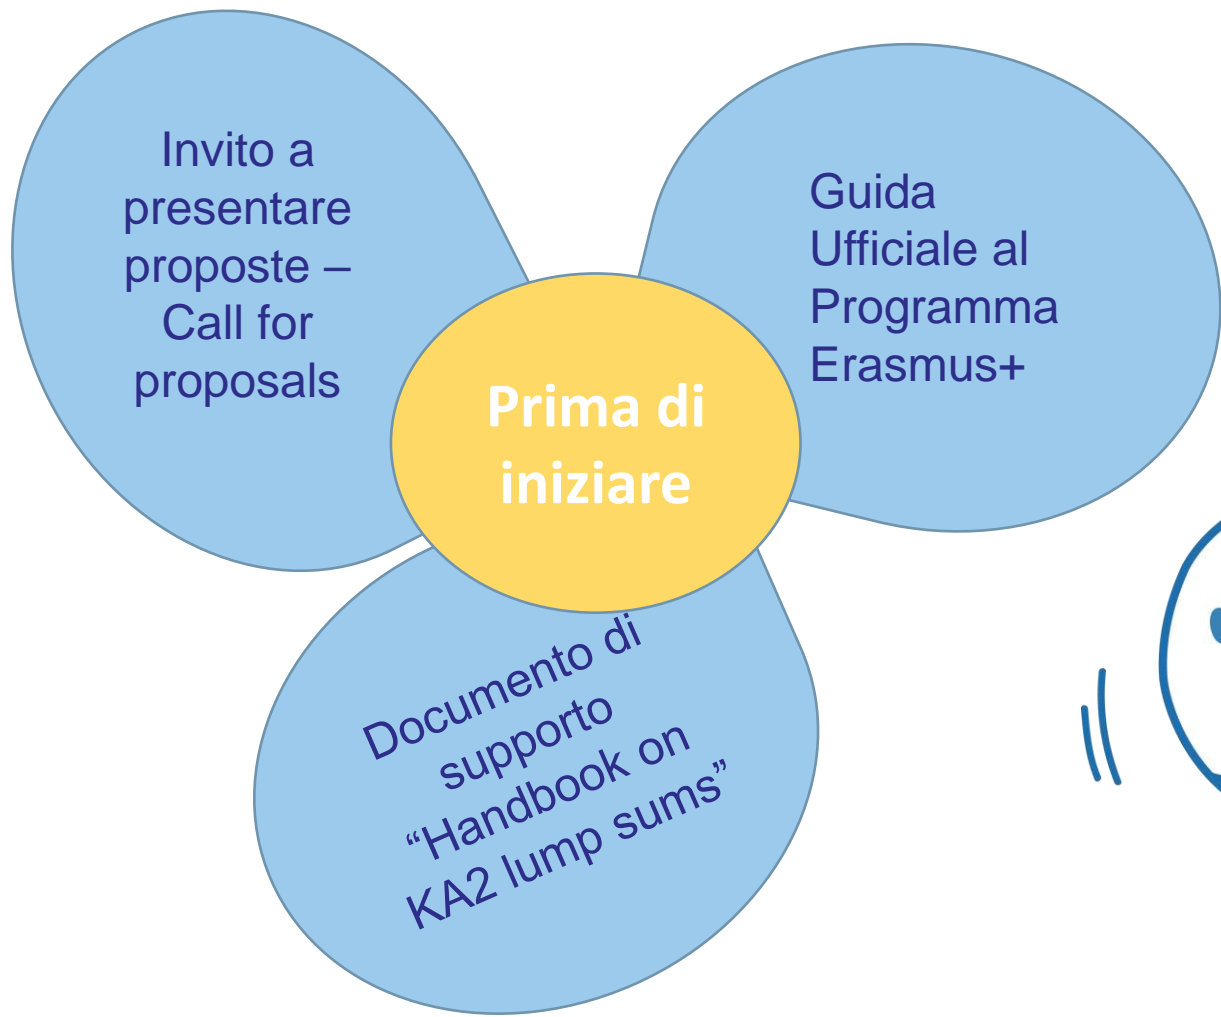 Invito a
presentare
proposte –
Call for
proposals
Guida
Ufficiale al
Programma
Erasmus+
Prima di
iniziare
Documento di
supporto
“Handbook on
KA2 lump sums”